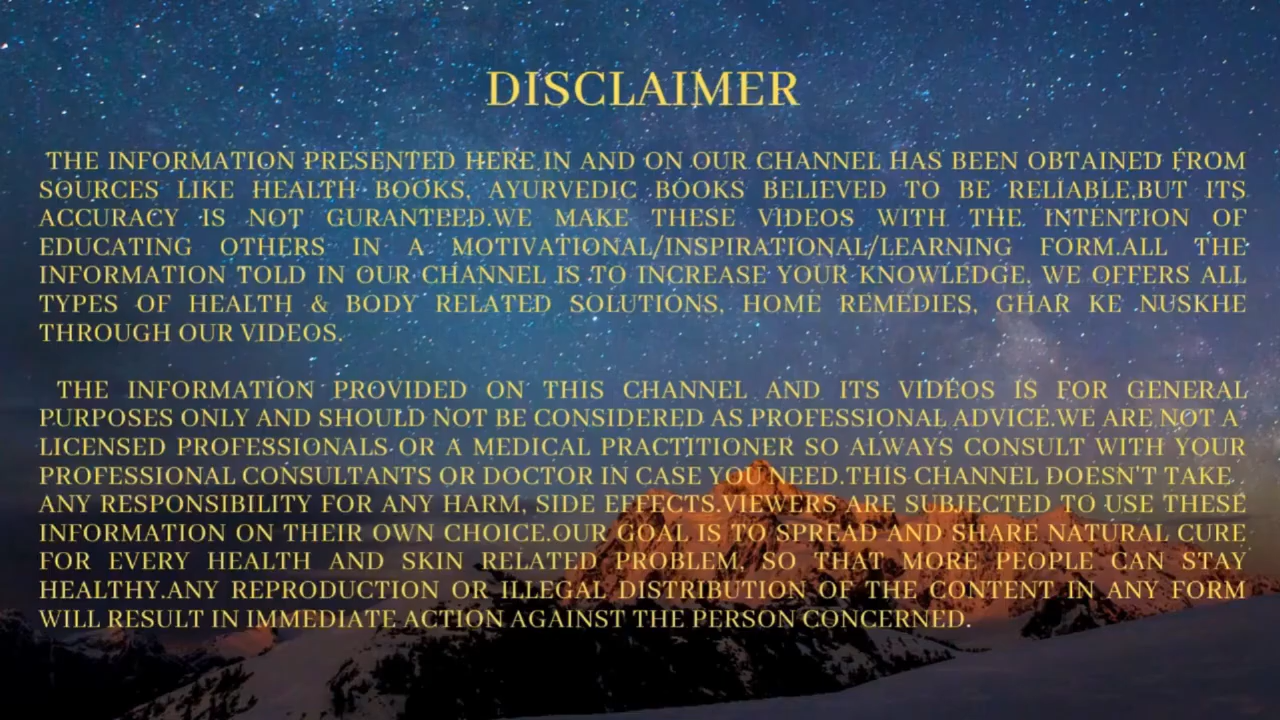 DISCLAIMER
THE INFORMATION PRESENTED HERE IN AND ON OUR CHANNEL HAS BEEN OBTAINED FROM
SOURCES LIKE HEALTH BOOKS, AYURVEDIC BOOKS BELIEVED TO BE RELIABLE,BUT ITS
ACCURACY IS NOT GURANTEED.WE MAKE THESE VIDEOS WITH THE INTENTION OF
EDUCATING OTHERS IN A MOTIVATIONAL/INSPIRATIONAL/LEARNING FORM.ALL THE
INFORMATION TOLD IN OUR CHANNEL IS TO INCREASE YOUR KNOWLEDGE. WE OFFERS ALL
TYPES OF HEALTH & BODY RELATED SOLUTIONS, HOME REMEDIES, GHAR KE NUSKHE
THROUGH OUR VIDEOS.
THE INFORMATION PROVIDED ON THIS CHANNEL AND ITS VIDEOS IS FOR GENERAL
PURPOSES ONLY AND SHOULD NOT BE CONSIDERED AS PROFESSIONAL ADVICE.WE ARE NOT A
LICENSED PROFESSIONALS OR A MEDICAL PRACTITIONER SO ALWAYS CONSULT WITH YOUR
PROFESSIONAL CONSULTANTS OR DOCTOR IN CASE YOU NEED.THIS CHANNEL DOESN'T TAKE
ANY RESPONSIBILITY FOR ANY HARM, SIDE EFFECTS.VIEWERS ARE SUBJECTED TO USE THESE
INFORMATION ON THEIR OWN CHOICE.OUR GOAL IS TO SPREAD AND SHARE NATURAL CURE
FOR EVERY HEALTH AND SKIN RELATED PROBLEM, SO THAT MORE PEOPLE CAN STAY
HEALTHY.ANY REPRODUCTION OR ILLEGAL DISTRIBUTION OF THE CONTENT IN ANY FORM
WILL RESULT IN IMMEDIATE ACTION AGAINST THE PERSON CONCERNED.